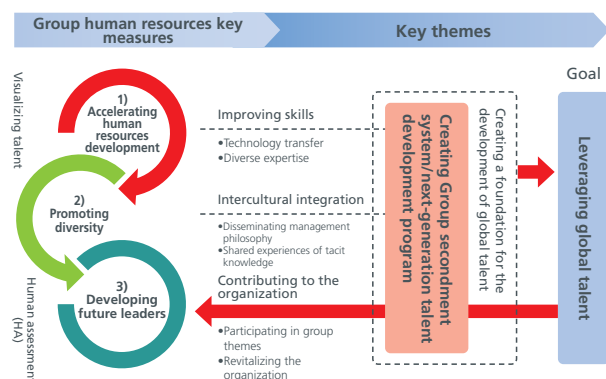 Group human resources key
measures
Key themes
Goal
Visualizing talent
Human assessment
(HA)
1)
Accelerating
human
resources
development
2)
Promoting
diversity
3)
Developing
future leaders
Improving skills
•Technology transfer
•Diverse expertise
Intercultural integration
•Disseminating management
philosophy
•Shared experiences of tacit
knowledge
Contributing to the
organization
•Participating in group
themes
•Revitalizing the
organization
Creating Group secondment
system/next-generation talent
development program
Creating a foundation for the
development of global talent
Leveraging global talent